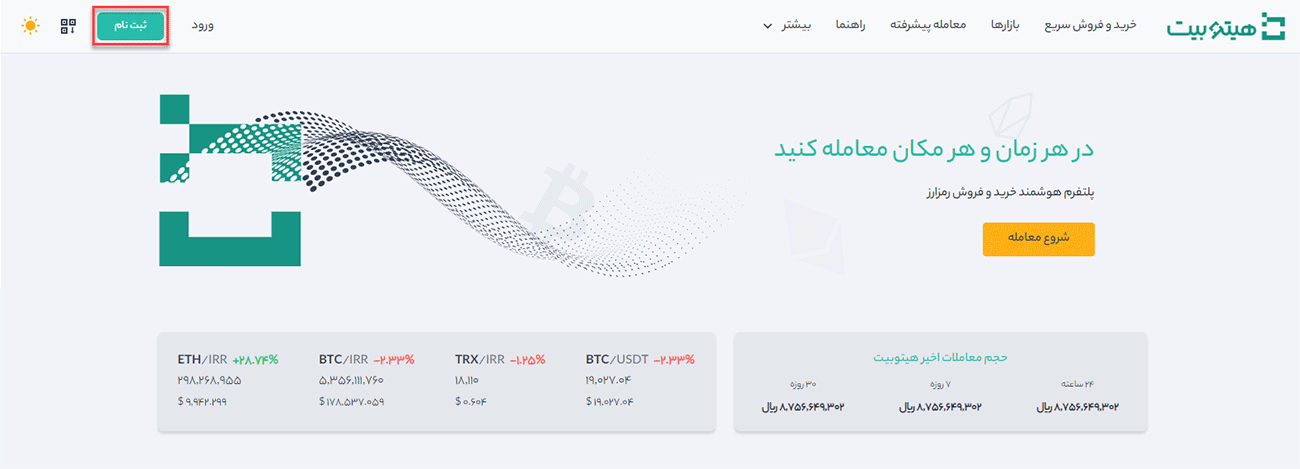 هیتوبیت
خرید و فروش سریع
بازارها
معامله پیشرفته
راهنما
بیشتر
ورود
ثبت نام
در هر زمان و هر مکان معامله کنید
پلتفرم هوشمند خرید و فروش رمزارز
شروع معامله
حجم معاملات اخیر هیتوبیت
۲۴ ساعته ۷ روزه ۳۰ روزه
۸,۷۵۶,۶۴۹,۳۰۲ ریال ۸,۷۵۶,۶۴۹,۳۰۲ ریال ۸,۷۵۶,۶۴۹,۳۰۲ ریال
ETH/IRR +۲۸.۷۴% BTC/IRR -۲.۳۳% TRX/IRR -۱.۲۵% BTC/USDT -۲.۳۳%
۲۹۸,۲۶۸,۹۵۵ ۵,۳۵۶,۱۱۱,۷۶۰ ۱۸,۱۱۰ ۱۹,۰۲۷.۰۴
$ ۹,۹۴۲.۲۹۹ $ ۱۷۸,۵۳۷.۰۵۹ $ ۰.۶۰۴ $ ۱۹,۰۲۷.۰۴